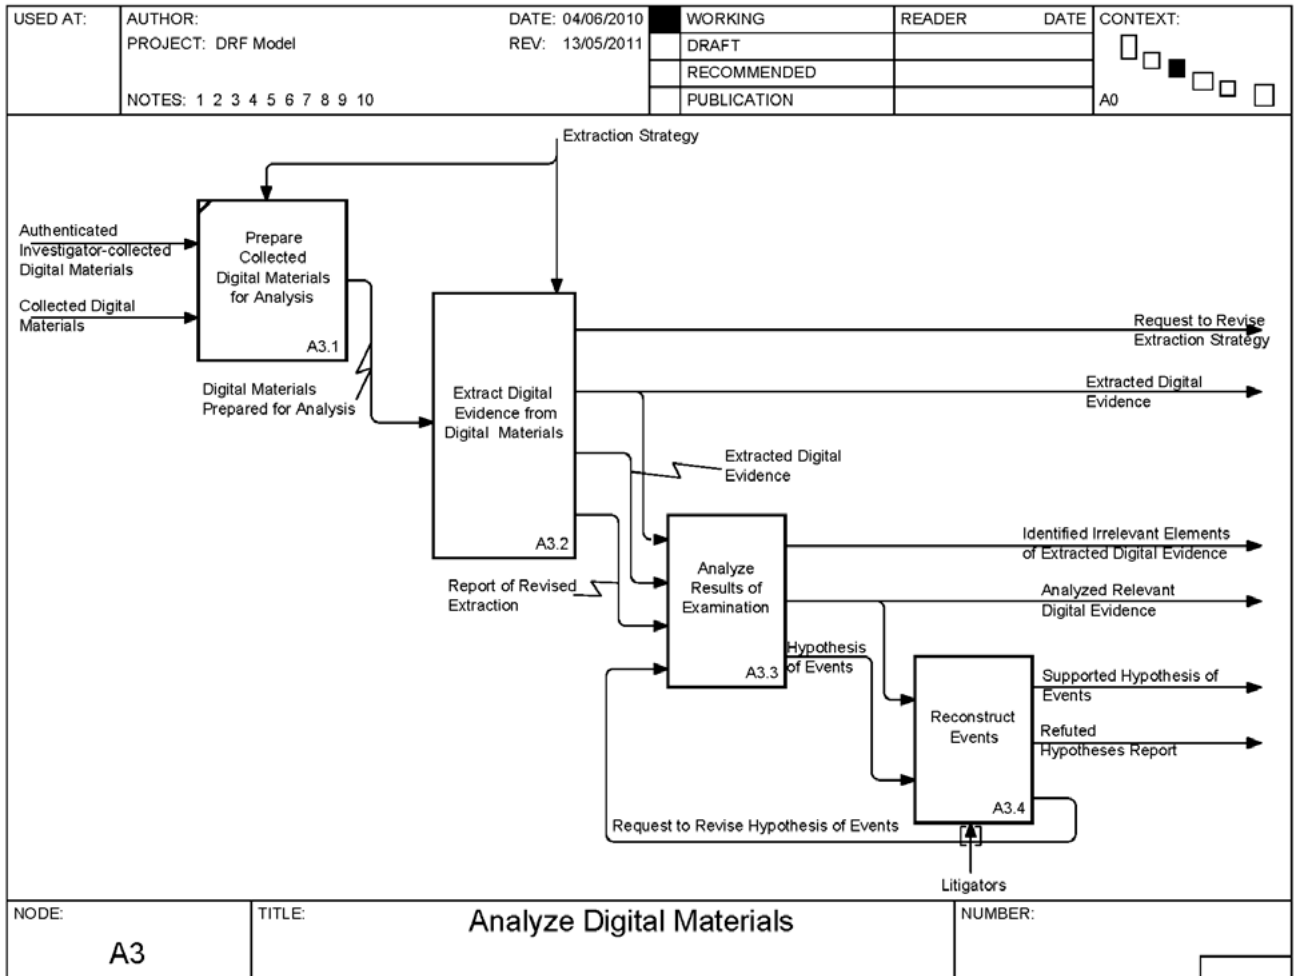 USED AT:
AUTHOR:
DATE: 04/06/2010
WORKING
READER
DATE
CONTEXT:
PROJECT: DRF Model
REV: 13/05/2011
DRAFT
RECOMMENDED
NOTES: 1 2 3 4 5 6 7 8 9 10
PUBLICATION
A0
Extraction Strategy
Authenticated
Investigator-collected
Digital Materials
Collected Digital
Materials
Prepare
Collected
Digital Materials
for Analysis
A3.1
Digital Materials
Prepared for Analysis
Extract Digital
Evidence from
Digital Materials
A3.2
Request to Revise
Extraction Strategy
Extracted Digital
Evidence
Extracted Digital
Evidence
Report of Revised
Extraction
Analyze
Results of
Examination
A3.3
Identified Irrelevant Elements
of Extracted Digital Evidence
Analyzed Relevant
Digital Evidence
Hypothesis
of Events
Reconstruct
Events
A3.4
Supported Hypothesis of
Events
Refuted
Hypotheses Report
Request to Revise Hypothesis of Events
Litigators
NODE:
A3
TITLE:
Analyze Digital Materials
NUMBER: